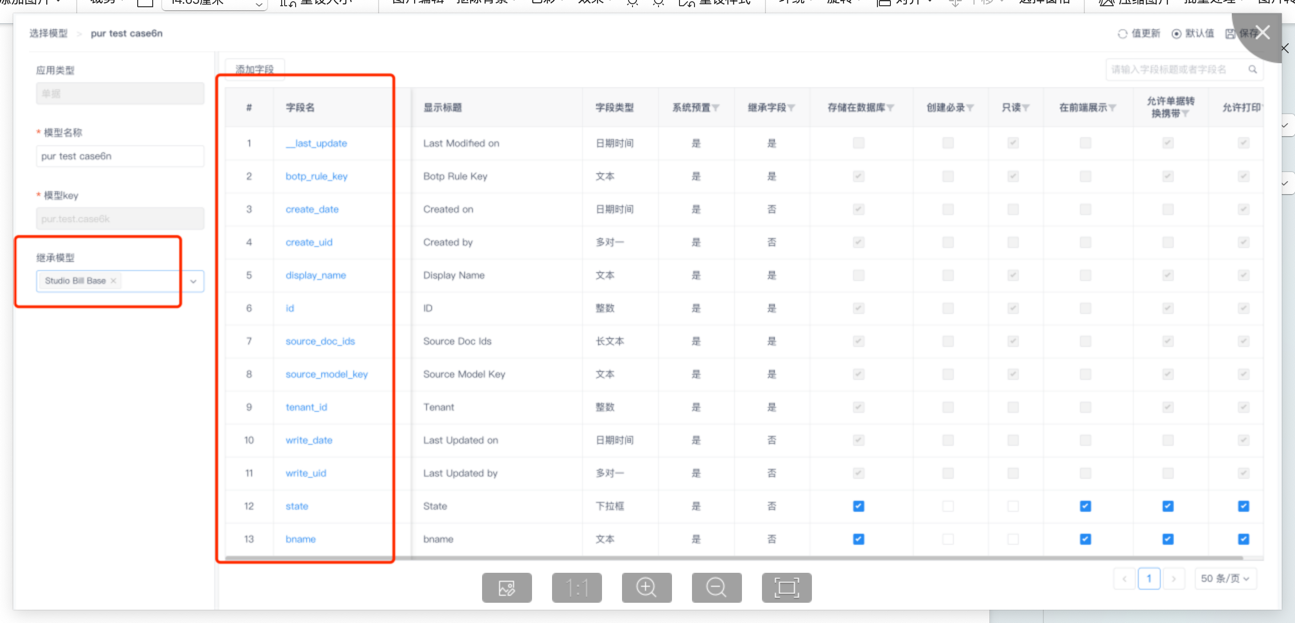 选择模型 > pur test case6n
值更新 默认值 保存
应用类型
单据
* 模型名称
pur test case6n
* 模型key
pur.test.case6k
继承模型
Studio Bill Base ×
添加字段
请输入字段标题或者字段名
# 字段名 显示标题 字段类型 系统预置 继承字段 存储在数据库 创建必录 只读 在前端展示 允许单据转换携带 允许打印
1 __last_update Last Modified on 日期时间 是 是
2 botp_rule_key Botp Rule Key 文本 是 是
3 create_date Created on 日期时间 是 否
4 create_uid Created by 多对一 是 否
5 display_name Display Name 文本 是 是
6 id ID 整数 是 是
7 source_doc_ids Source Doc Ids 长文本 是 是
8 source_model_key Source Model Key 文本 是 是
9 tenant_id Tenant 整数 是 是
10 write_date Last Updated on 日期时间 是 否
11 write_uid Last Updated by 多对一 是 否
12 state State 下拉框 是 否
13 bname bname 文本 是 否
1:1
< 1 > 50 条/页